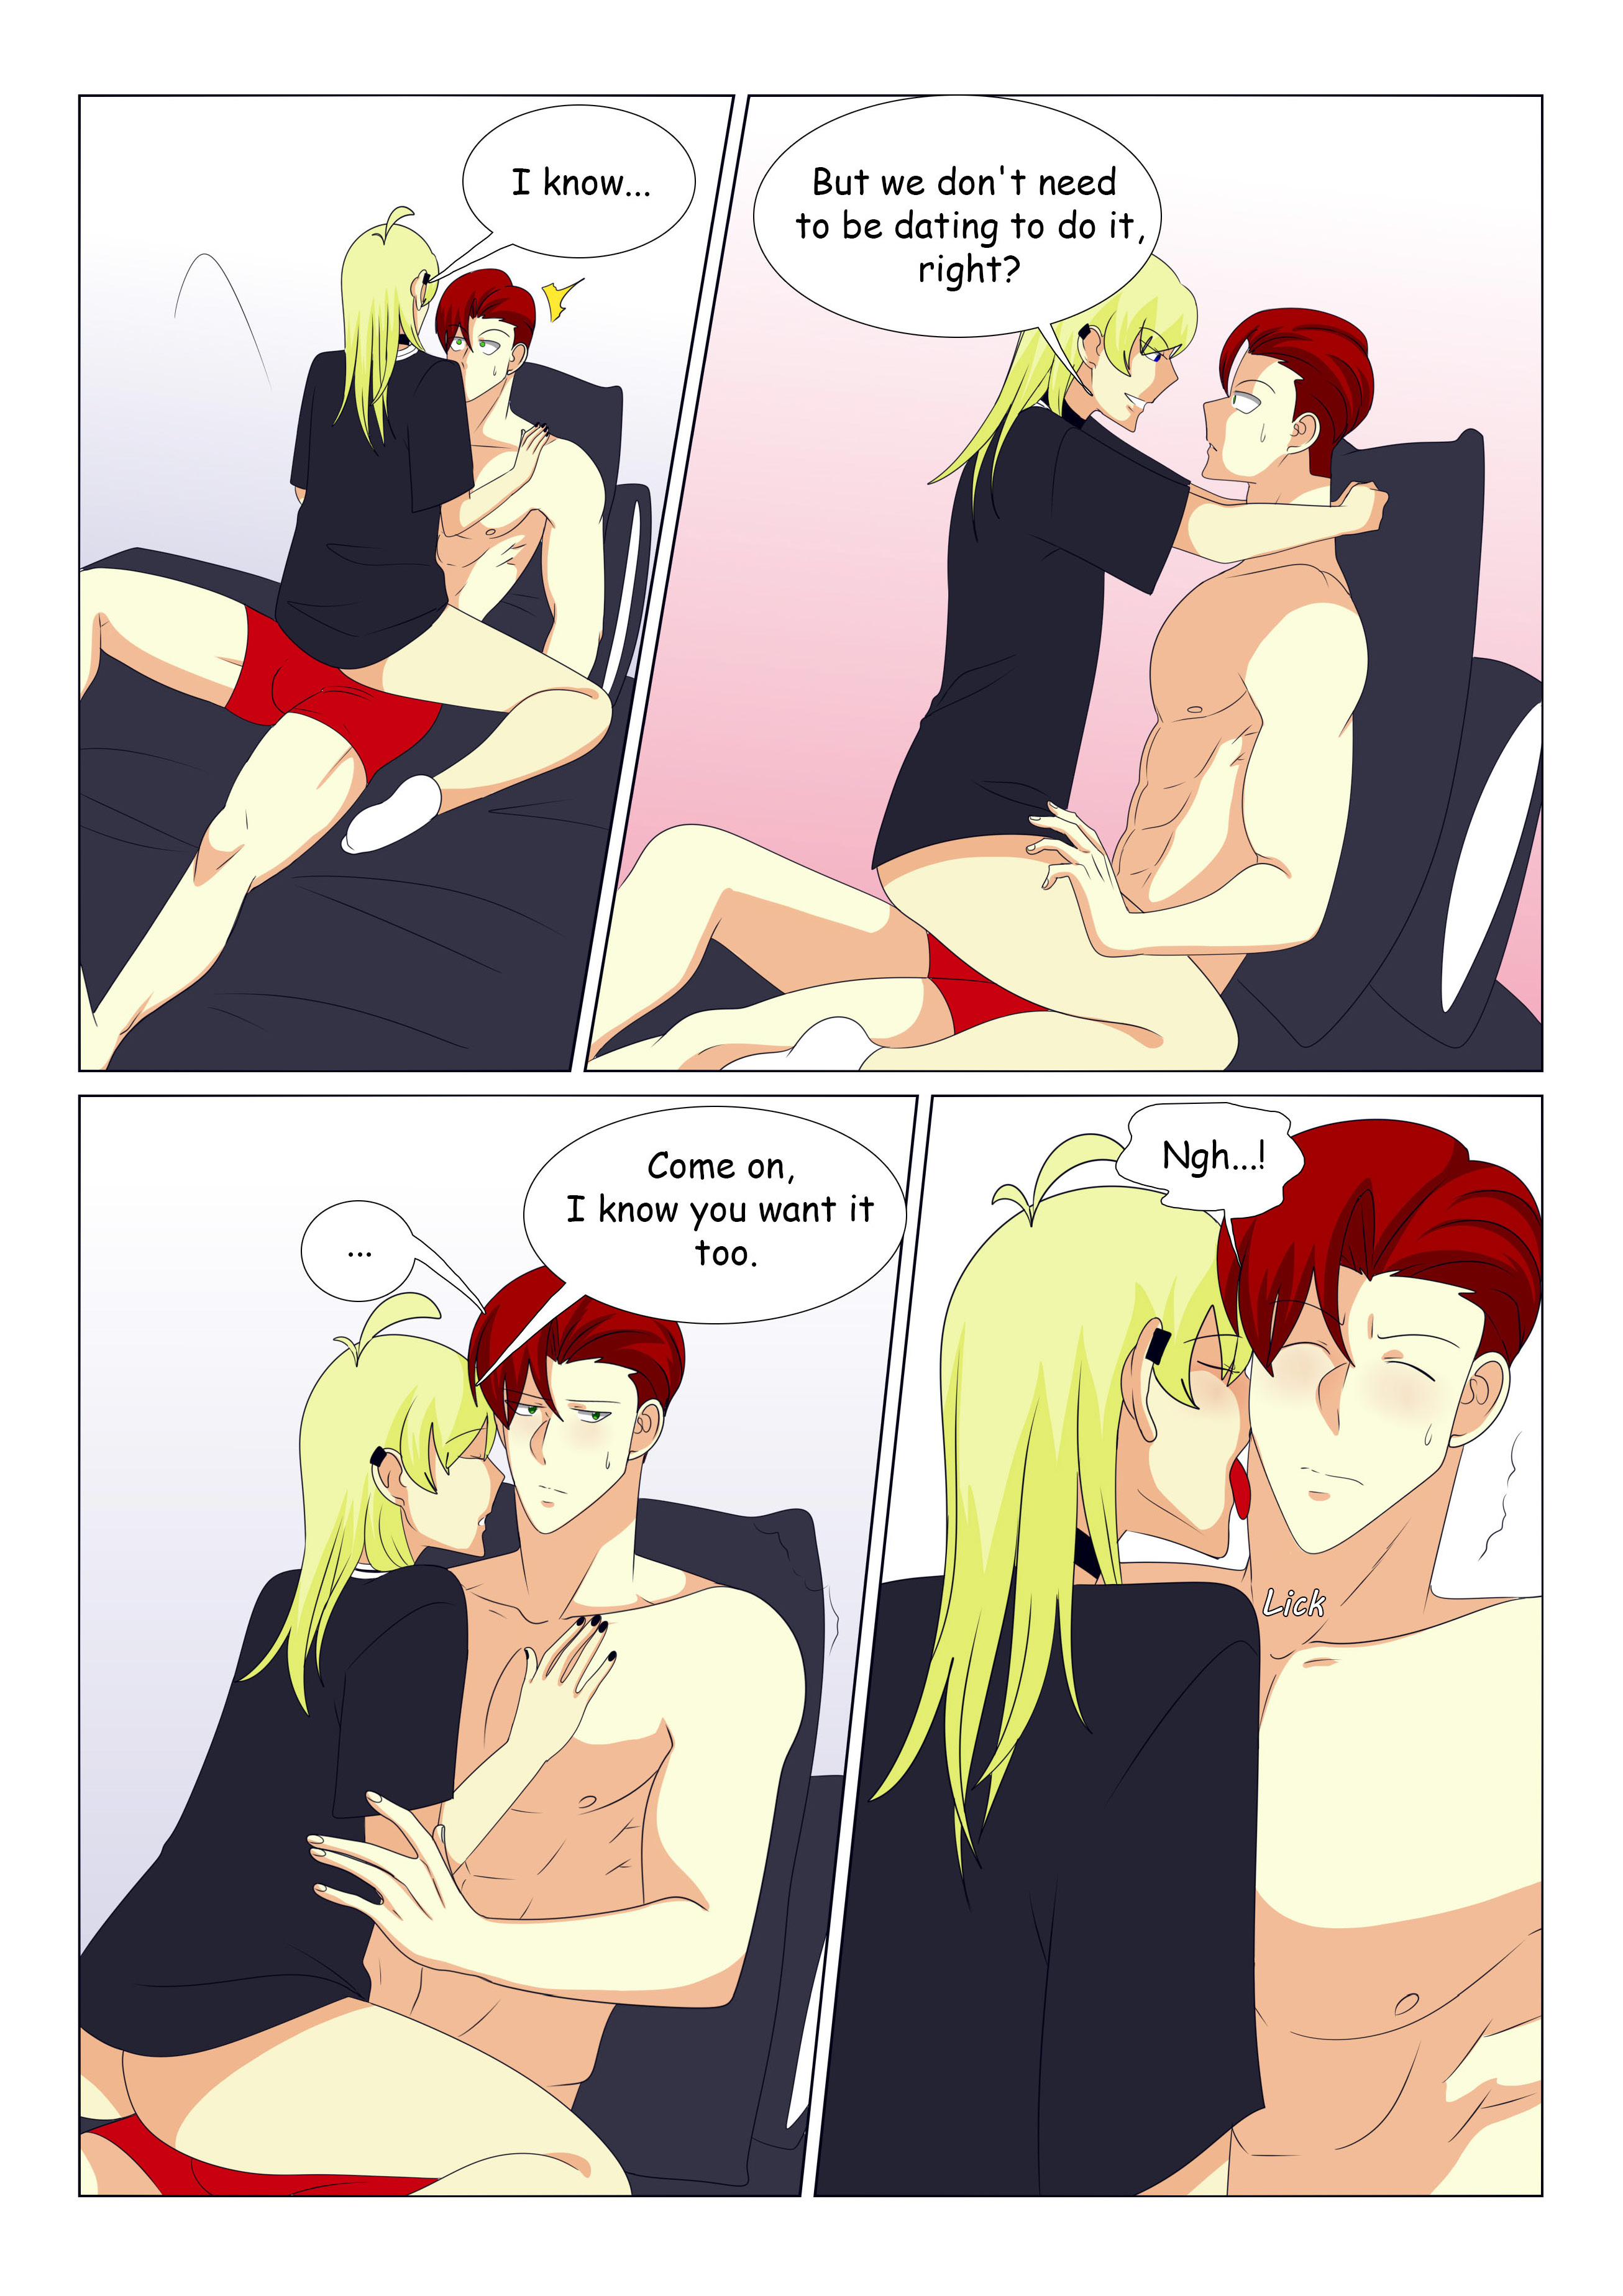 I know...
But we don't need
to be dating to do it,
right?
...
Come on,
I know you want it
too.
Ngh...!
Lick